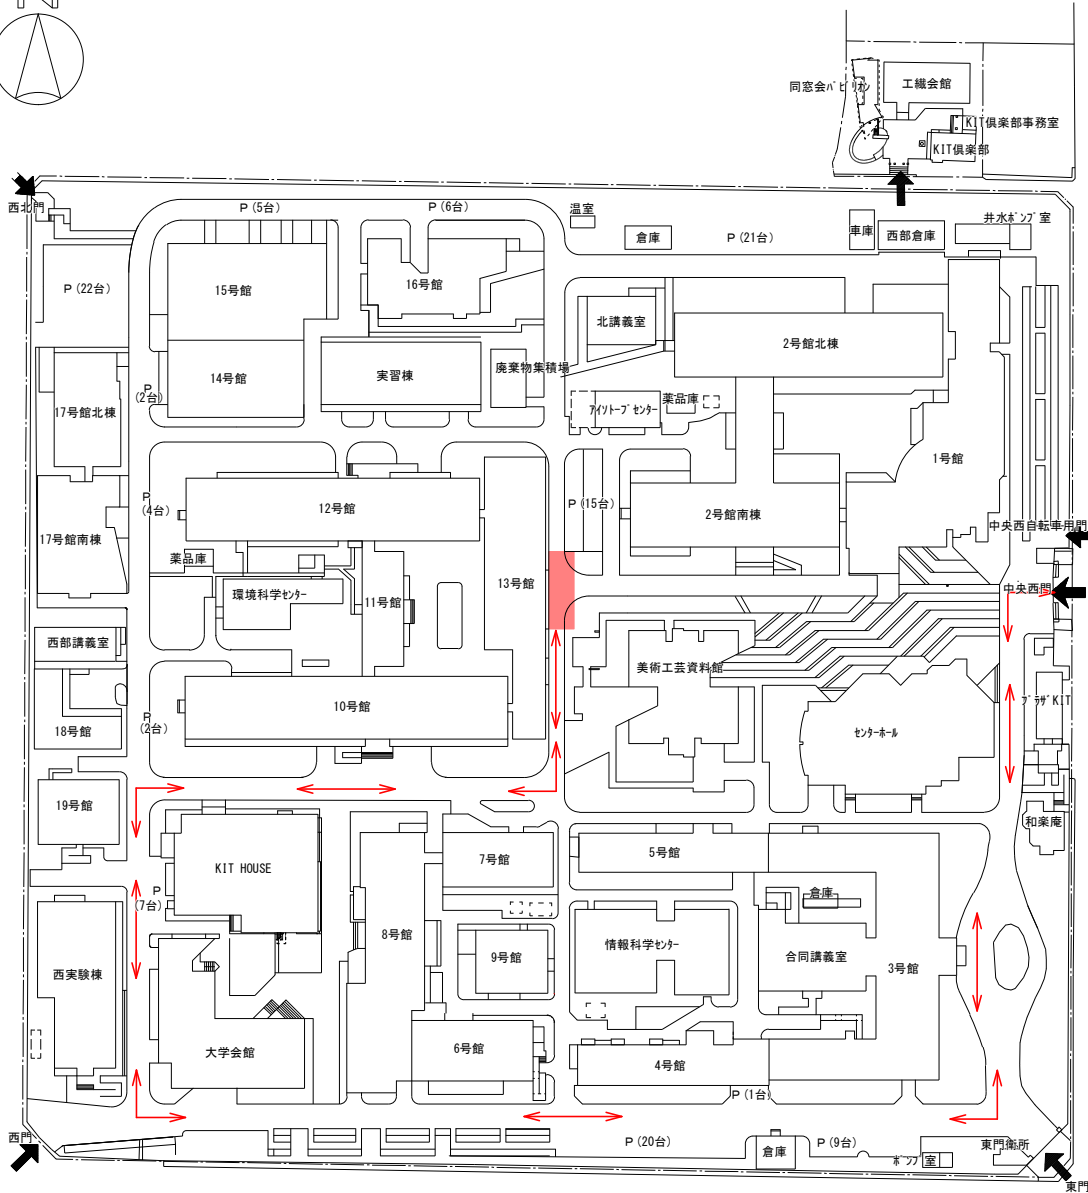 N
同窓会パビリオン
工繊会館
KIT倶楽部事務室
KIT倶楽部
西北門
P (5台)
P (6台)
温室
倉庫
P (21台)
車庫
西部倉庫
井水ポンプ室
P (22台)
15号館
16号館
北講義室
2号館北棟
14号館
実習棟
廃棄物集積場
P
(2台)
17号館北棟
アイソトープセンター
薬品庫
1号館
P
(4台)
12号館
P (15台)
2号館南棟
17号館南棟
中央西自転車用門
薬品庫
環境科学センター
11号館
13号館
中央西門
西部講義室
美術工芸資料館
10号館
P
(2台)
18号館
センターホール
プラザKIT
19号館
和楽庵
KIT HOUSE
7号館
5号館
P
(7台)
倉庫
8号館
9号館
情報科学センター
合同講義室
3号館
西実験棟
大学会館
6号館
4号館
P (1台)
西門
P (20台)
倉庫
P (9台)
ポンプ室
東門衛所
東門